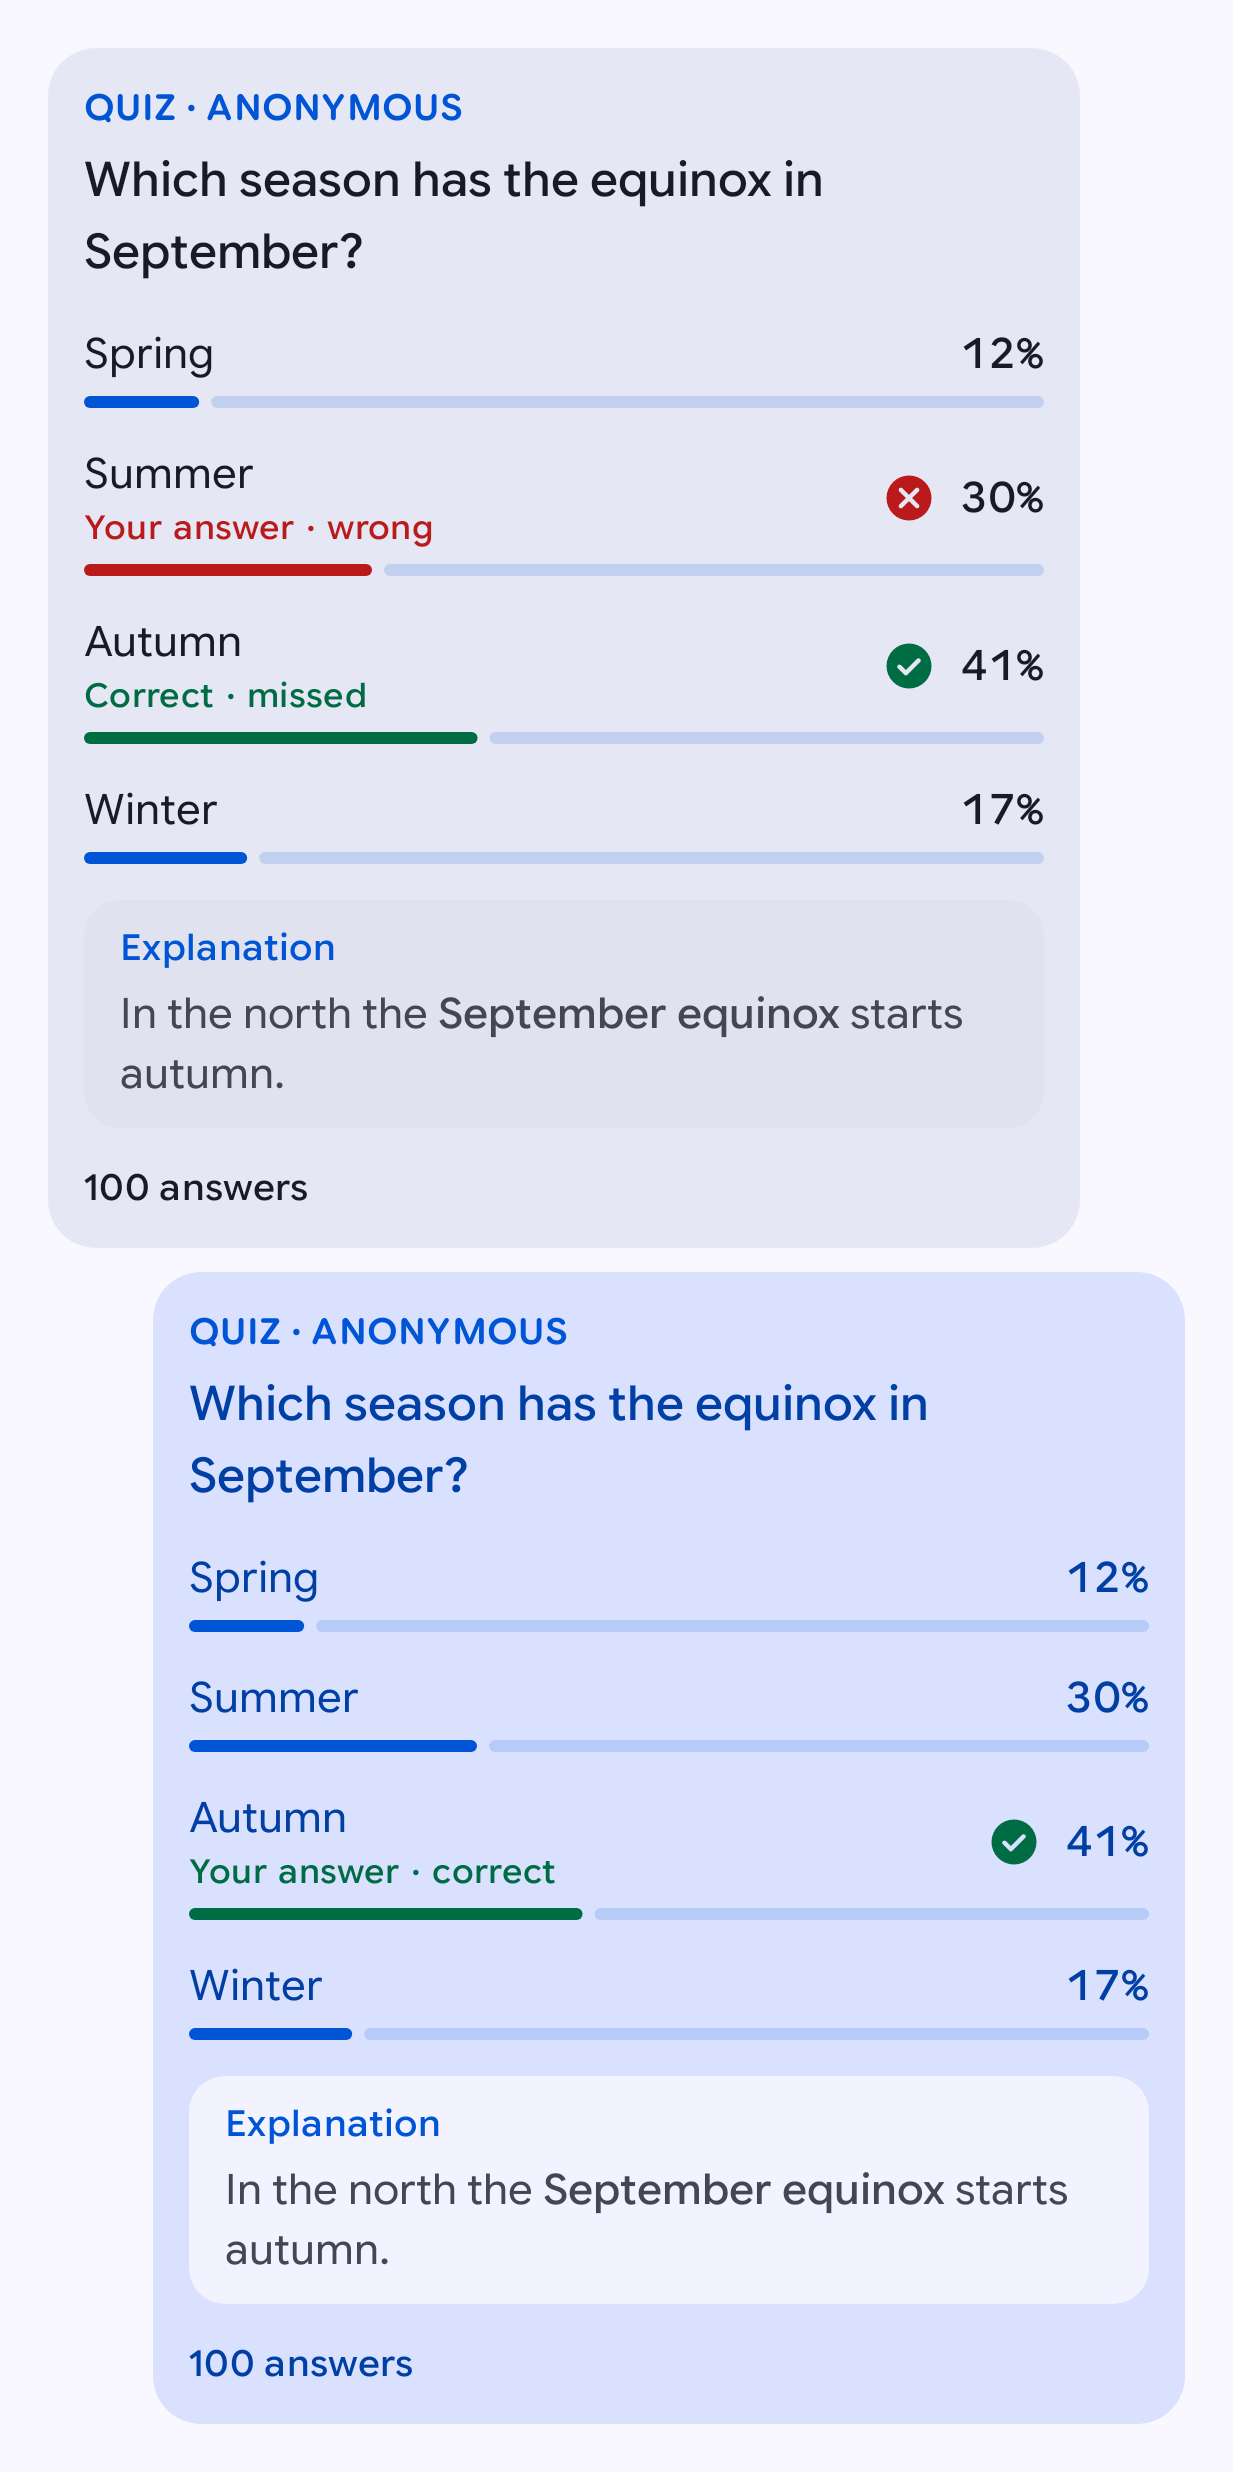 QUIZ · ANONYMOUS
Which season has the equinox in
September?
Spring 12%
Summer
Your answer · wrong 30%
Autumn
Correct · missed 41%
Winter 17%
Explanation
In the north the September equinox starts
autumn.
100 answers
QUIZ · ANONYMOUS
Which season has the equinox in
September?
Spring 12%
Summer 30%
Autumn
Your answer · correct 41%
Winter 17%
Explanation
In the north the September equinox starts
autumn.
100 answers